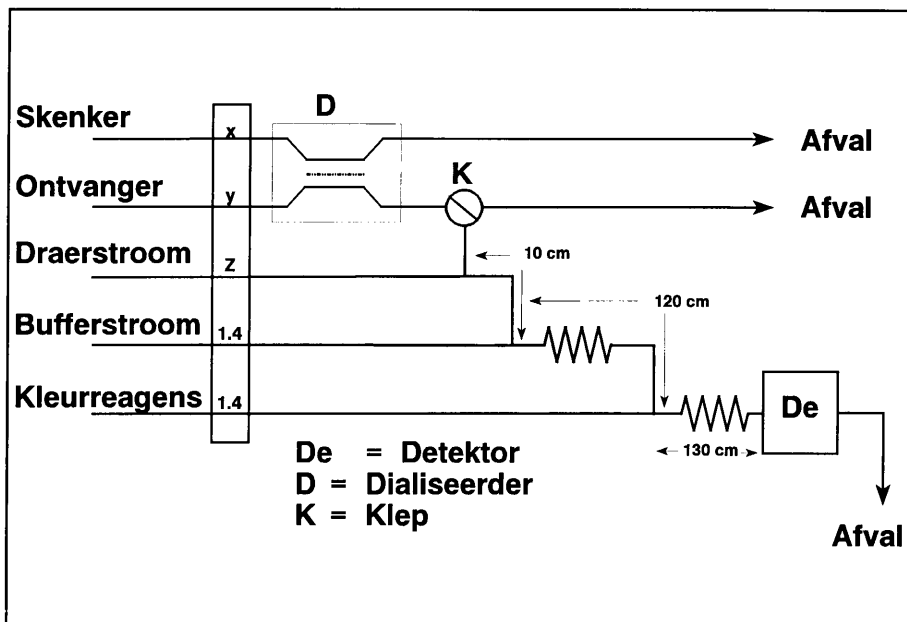 D
Skenker
x
Afval
Ontvanger
y
K
Afval
Draerstroom
z
10 cm
120 cm
Bufferstroom
1.4
Kleurreagens
1.4
De
130 cm
De = Detektor
D = Dialiseerder
K = Klep
Afval